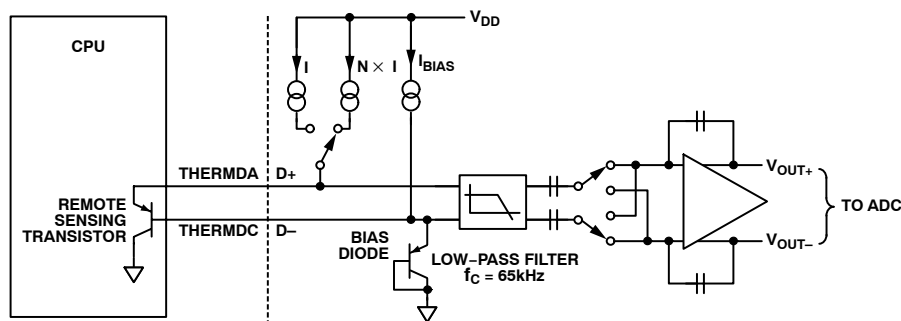 CPU
V_DD
I
N × I
I_BIAS
THERMDA
D+
REMOTE
SENSING
TRANSISTOR
THERMDC
D–
BIAS
DIODE
LOW–PASS FILTER
f_C = 65kHz
V_OUT+
TO ADC
V_OUT–